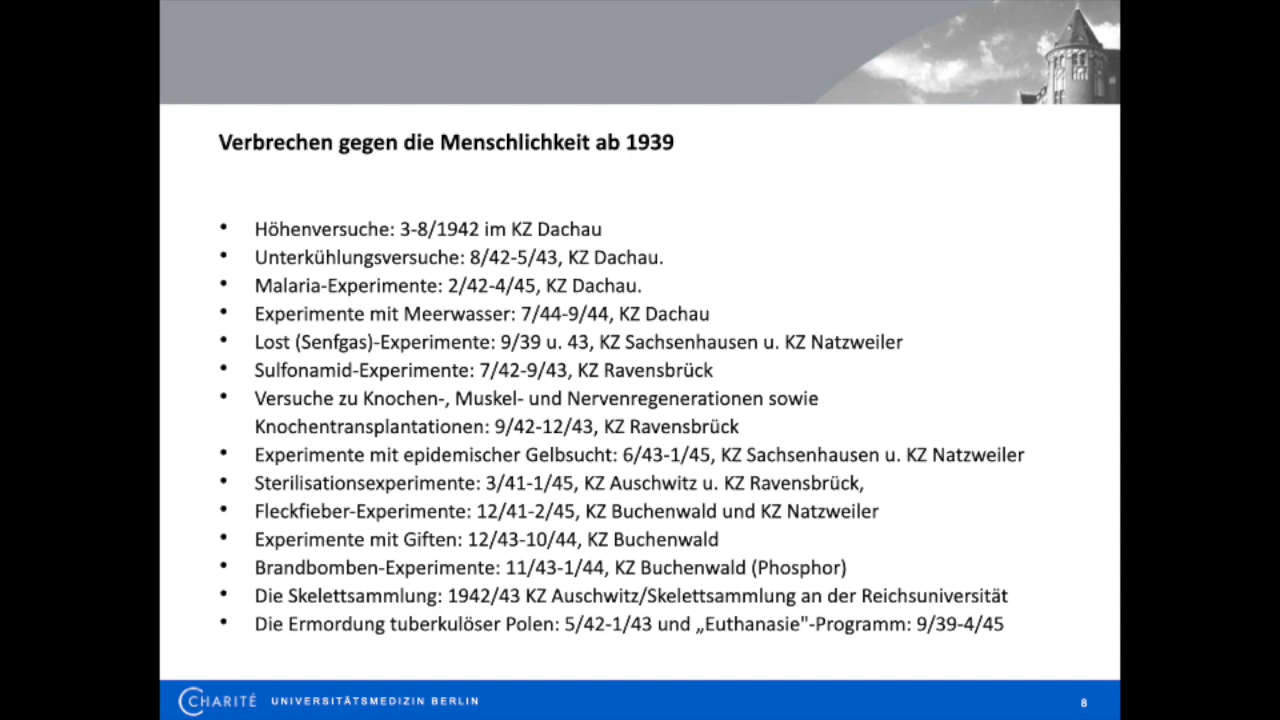 Verbrechen gegen die Menschlichkeit ab 1939
• Höhenversuche: 3-8/1942 im KZ Dachau
• Unterkühlungsversuche: 8/42-5/43, KZ Dachau.
• Malaria-Experimente: 2/42-4/45, KZ Dachau.
• Experimente mit Meerwasser: 7/44-9/44, KZ Dachau
• Lost (Senfgas)-Experimente: 9/39 u. 43, KZ Sachsenhausen u. KZ Natzweiler
• Sulfonamid-Experimente: 7/42-9/43, KZ Ravensbrück
• Versuche zu Knochen-, Muskel- und Nervenregenerationen sowie
Knochentransplantationen: 9/42-12/43, KZ Ravensbrück
• Experimente mit epidemischer Gelbsucht: 6/43-1/45, KZ Sachsenhausen u. KZ Natzweiler
• Sterilisationsexperimente: 3/41-1/45, KZ Auschwitz u. KZ Ravensbrück,
• Fleckfieber-Experimente: 12/41-2/45, KZ Buchenwald und KZ Natzweiler
• Experimente mit Giften: 12/43-10/44, KZ Buchenwald
• Brandbomben-Experimente: 11/43-1/44, KZ Buchenwald (Phosphor)
• Die Skelettsammlung: 1942/43 KZ Auschwitz/Skelettsammlung an der Reichsuniversität
• Die Ermordung tuberkulöser Polen: 5/42-1/43 und „Euthanasie"-Programm: 9/39-4/45
CHARITÉ UNIVERSITÄTSMEDIZIN BERLIN
8